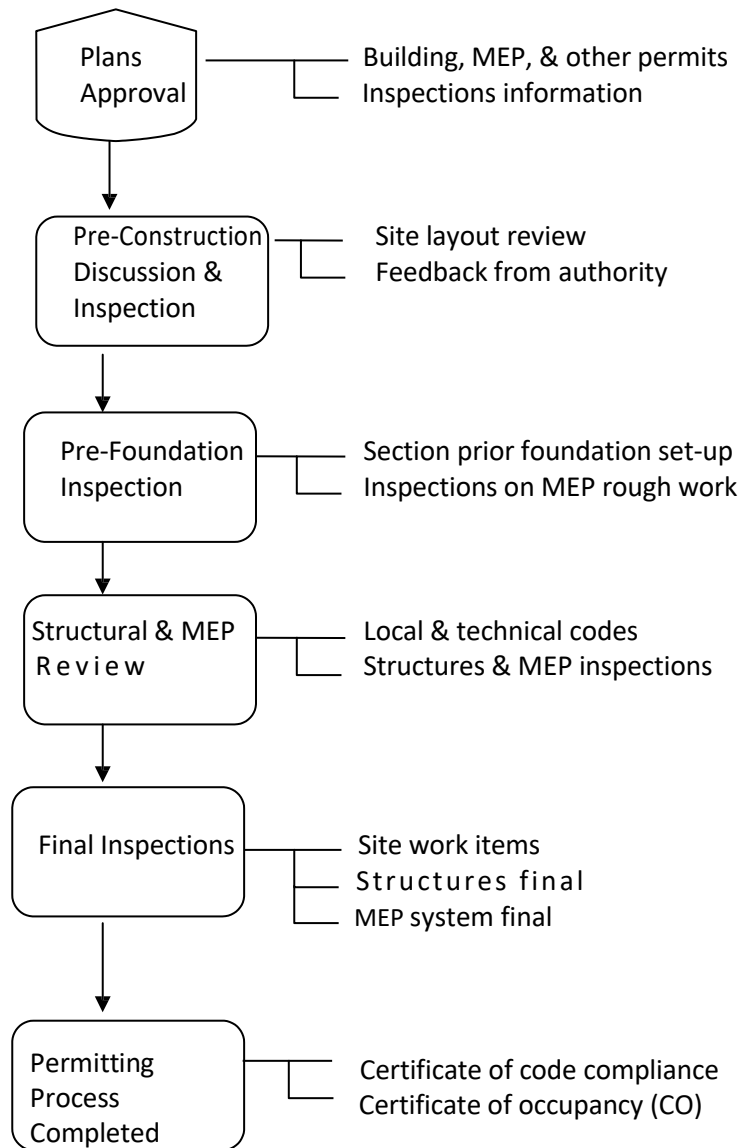 Plans
Approval
Building, MEP, & other permits
Inspections information
Pre-Construction
Discussion &
Inspection
Site layout review
Feedback from authority
Pre-Foundation
Inspection
Section prior foundation set-up
Inspections on MEP rough work
Structural & MEP
Review
Local & technical codes
Structures & MEP inspections
Final Inspections
Site work items
Structures final
MEP system final
Permitting
Process
Completed
Certificate of code compliance
Certificate of occupancy (CO)